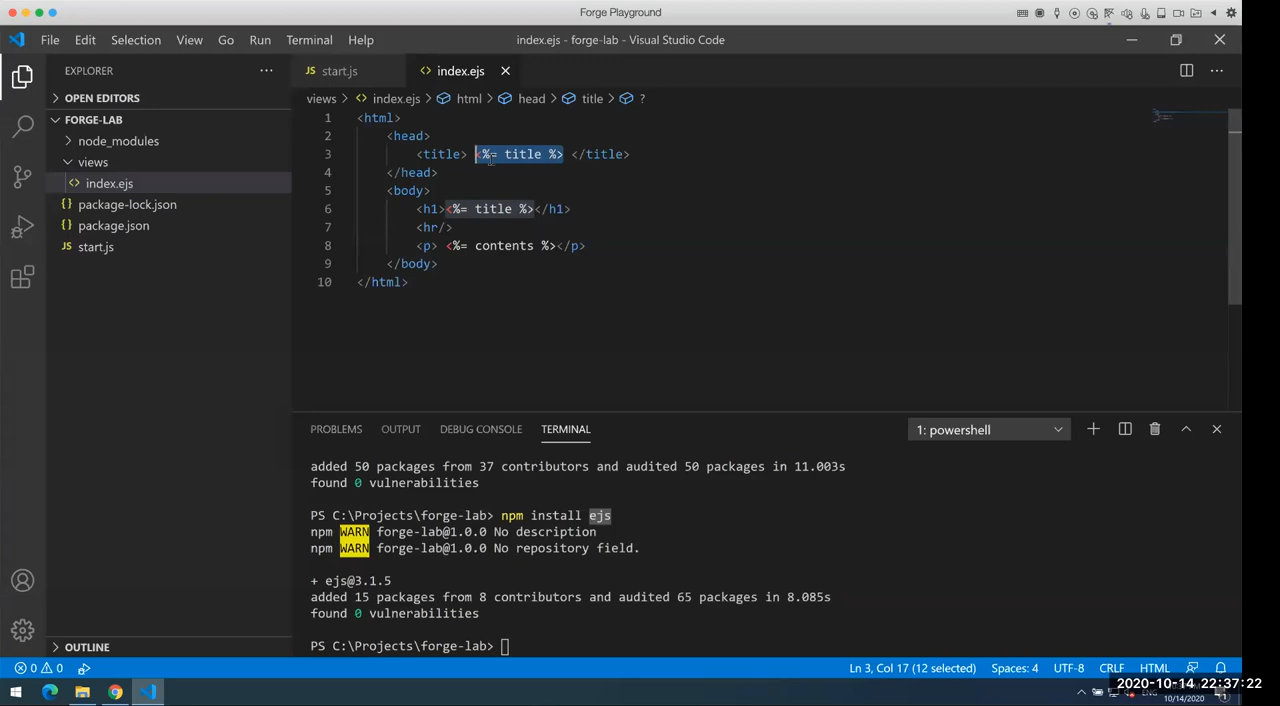 Forge Playground
File Edit Selection View Go Run Terminal Help
index.ejs - forge-lab - Visual Studio Code
EXPLORER
OPEN EDITORS
FORGE-LAB
node_modules
views
index.ejs
package-lock.json
package.json
JS start.js
OUTLINE
JS start.js
index.ejs
views > index.ejs > html > head > title > ?
1 <html>
2 <head>
3 <title> <%= title %> </title>
4 </head>
5 <body>
6 <h1><%= title %></h1>
7 <hr/>
8 <p> <%= contents %></p>
9 </body>
10 </html>
PROBLEMS OUTPUT DEBUG CONSOLE TERMINAL
1: powershell
added 50 packages from 37 contributors and audited 50 packages in 11.003s
found 0 vulnerabilities
PS C:\Projects\forge-lab> npm install ejs
npm WARN forge-lab@1.0.0 No description
npm WARN forge-lab@1.0.0 No repository field.
+ ejs@3.1.5
added 15 packages from 8 contributors and audited 65 packages in 8.085s
found 0 vulnerabilities
PS C:\Projects\forge-lab>
0 0 Ln 3, Col 17 (12 selected) Spaces: 4 UTF-8 CRLF HTML
2020-10-14 22:37:22
ENG
10/14/2020